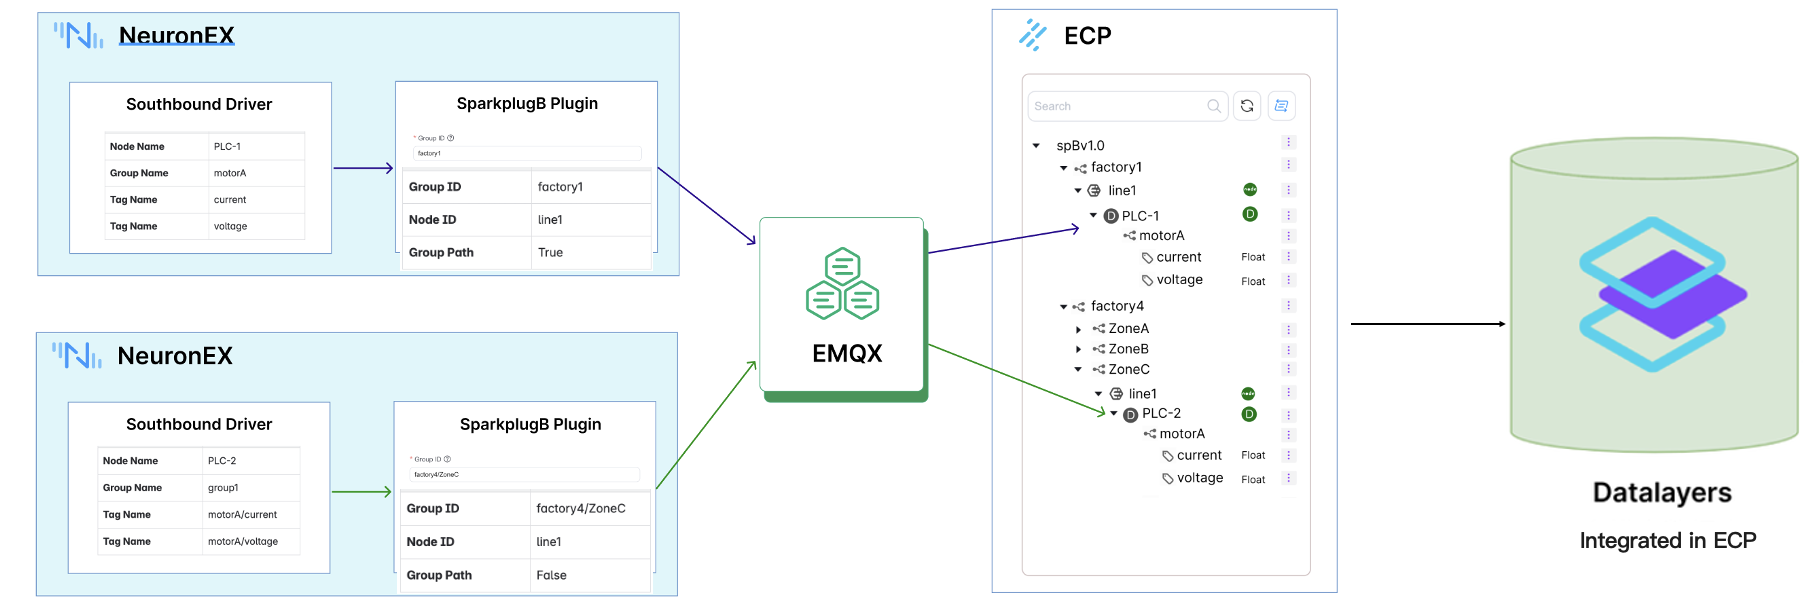 NeuronEX
Southbound Driver
Node Name PLC-1
Group Name motorA
Tag Name current
Tag Name voltage
SparkplugB Plugin
* Group ID ?
factory1
Group ID factory1
Node ID line1
Group Path True
NeuronEX
Southbound Driver
Node Name PLC-2
Group Name group1
Tag Name motorA/current
Tag Name motorA/voltage
SparkplugB Plugin
* Group ID ?
factory4/ZoneC
Group ID factory4/ZoneC
Node ID line1
Group Path False
EMQX
ECP
Search
spBv1.0
factory1
line1 node
D PLC-1 D
motorA
current Float
voltage Float
factory4
ZoneA
ZoneB
ZoneC
line1 node
D PLC-2 D
motorA
current Float
voltage Float
Datalayers
Integrated in ECP